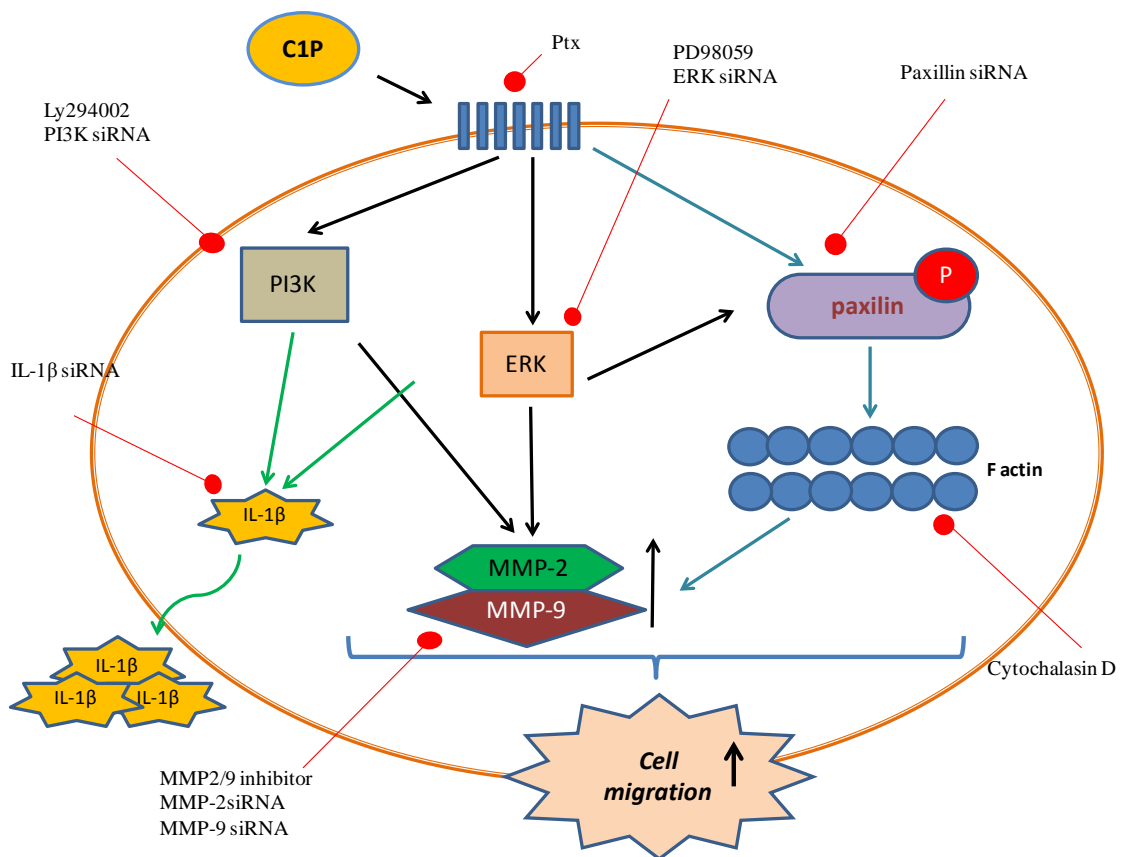 C1P
Ptx
PD98059
ERK siRNA
Paxillin siRNA
Ly294002
PI3K siRNA
PI3K
P
paxilin
ERK
IL-1β siRNA
F actin
IL-1β
MMP-2
MMP-9
IL-1β
IL-1β
IL-1β
Cytochalasin D
Cell
migration
MMP2/9 inhibitor
MMP-2siRNA
MMP-9 siRNA